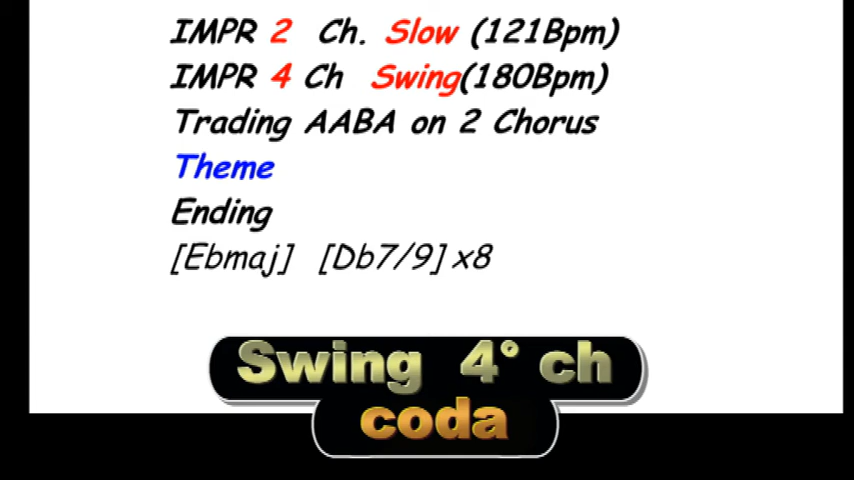 IMPR 2 Ch. Slow (121Bpm)
IMPR 4 Ch Swing(180Bpm)
Trading AABA on 2 Chorus
Theme
Ending
[Ebmaj] [Db7/9] x8
Swing 4° ch
coda